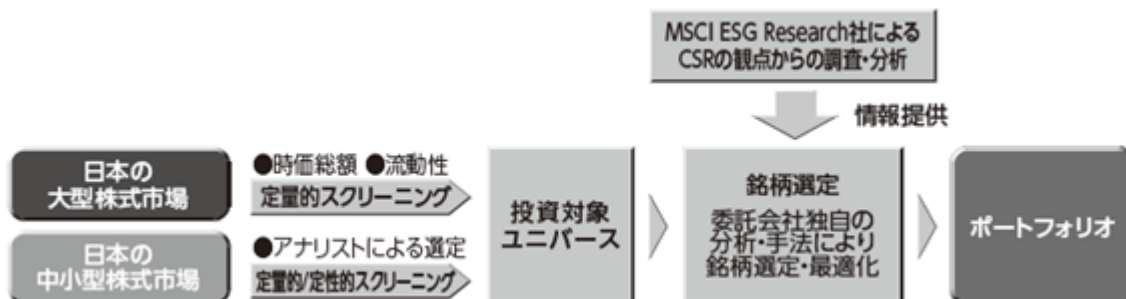 MSCI ESG Research社による
CSRの観点からの調査・分析
情報提供
日本の
大型株式市場
●時価総額 ●流動性
定量的スクリーニング
日本の
中小型株式市場
●アナリストによる選定
定量的/定性的スクリーニング
投資対象
ユニバース
銘柄選定
委託会社独自の
分析・手法により
銘柄選定・最適化
ポートフォリオ